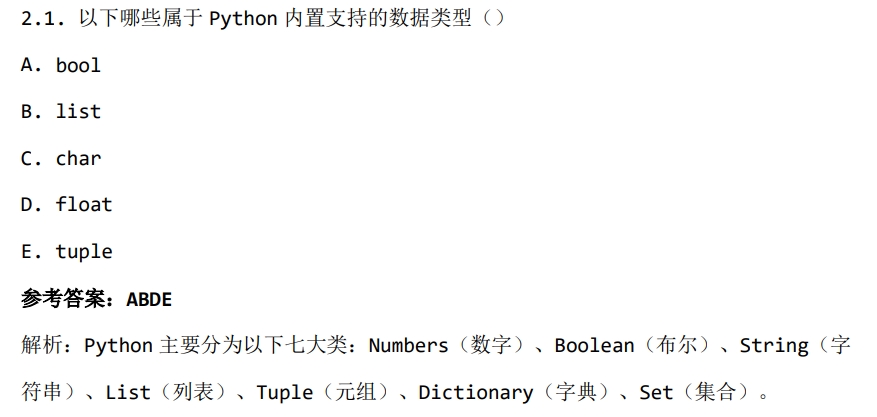 2.1. 以下哪些属于 Python 内置支持的数据类型（）
A. bool
B. list
C. char
D. float
E. tuple
参考答案：ABDE
解析：Python 主要分为以下七大类：Numbers（数字）、Boolean（布尔）、String（字
符串）、List（列表）、Tuple（元组）、Dictionary（字典）、Set（集合）。